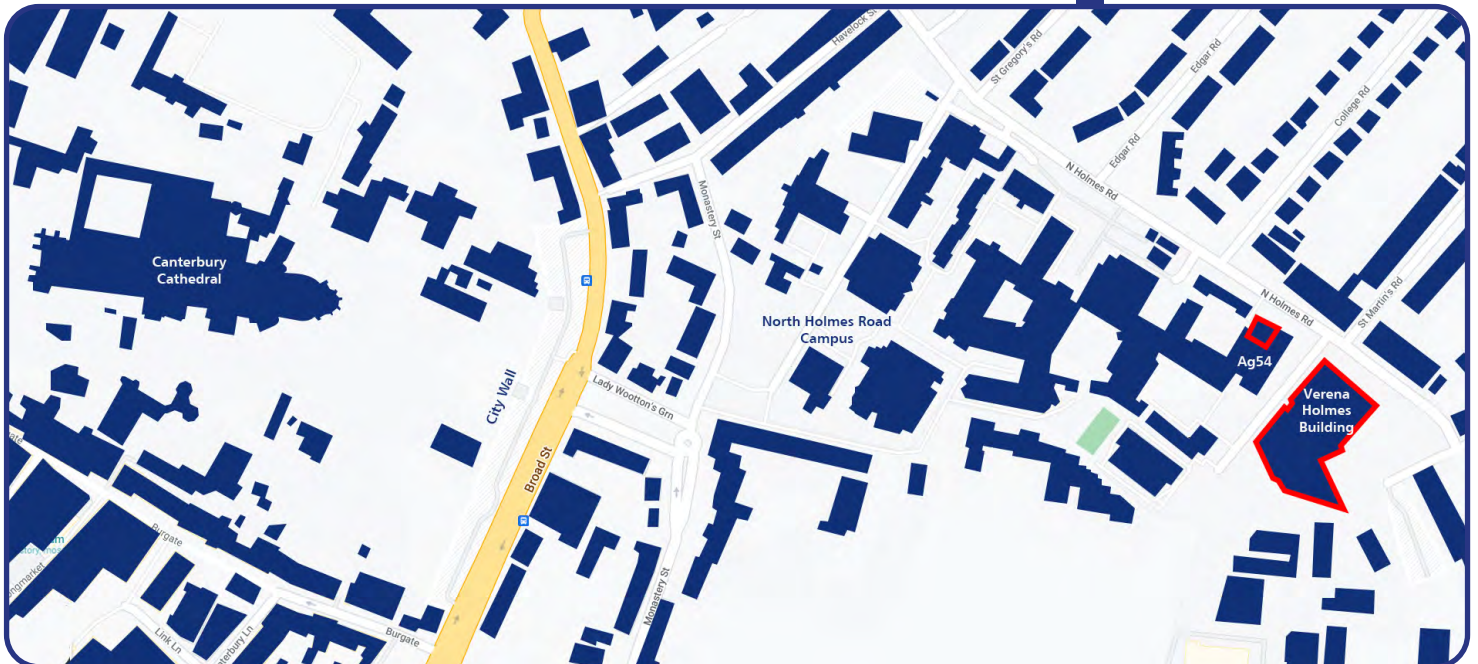 Havelock St
St Gregory's Rd
Edgar Rd
College Rd
Edgar Rd
N Holmes Rd
Monastery St
Canterbury
Cathedral
N Holmes Rd
St Martin's Rd
North Holmes Road
Campus
Ag54
Lady Wootton's Grn
City Wall
Verena
Holmes
Building
Broad St
Burgate
Monastery St
Link Ln
Burgate